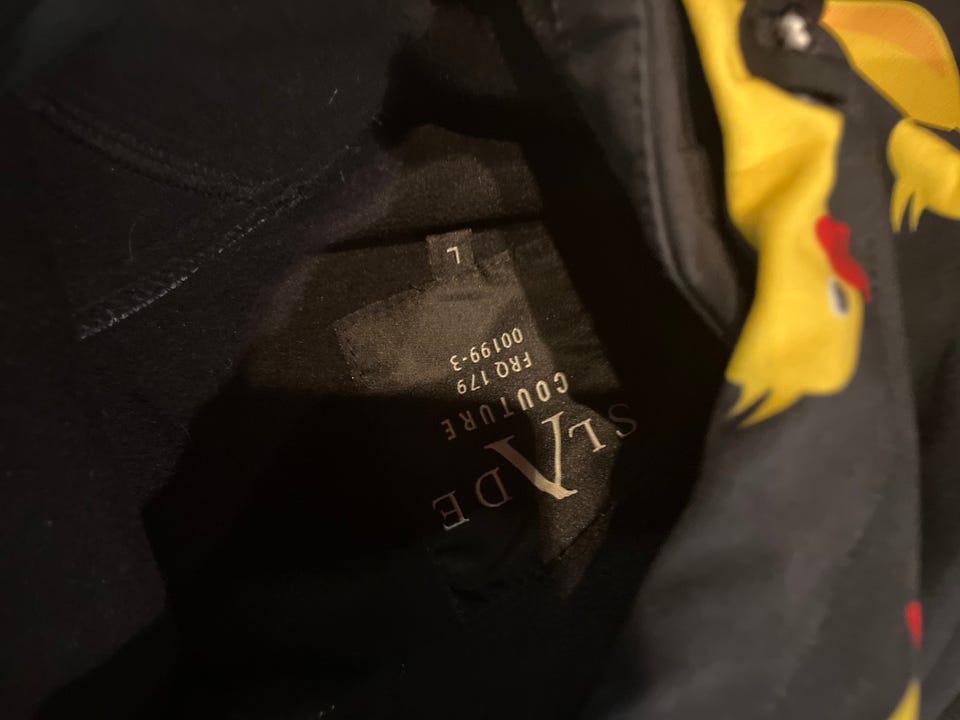 SLADE
COUTURE
FRQ 179
00199-3
L